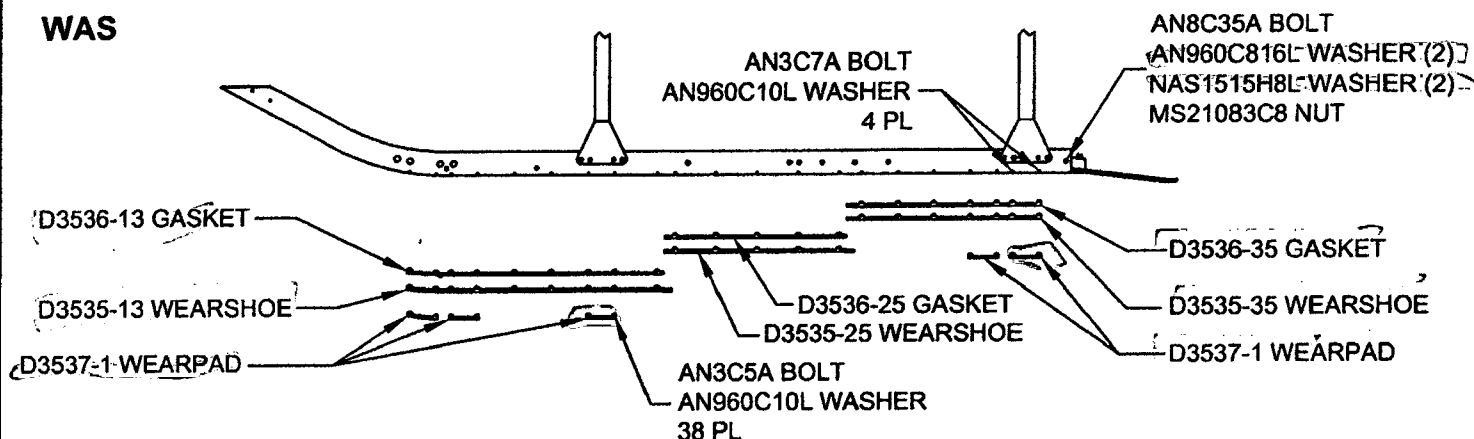 WAS
AN3C7A BOLT
AN960C10L WASHER
4 PL
AN8C35A BOLT
AN960C816L WASHER (2)
NAS1515H8L WASHER (2)
MS21083C8 NUT
D3536-13 GASKET
D3535-13 WEARSHOE
D3537-1 WEARPAD
D3536-25 GASKET
D3535-25 WEARSHOE
AN3C5A BOLT
AN960C10L WASHER
38 PL
D3536-35 GASKET
D3535-35 WEARSHOE
D3537-1 WEARPAD